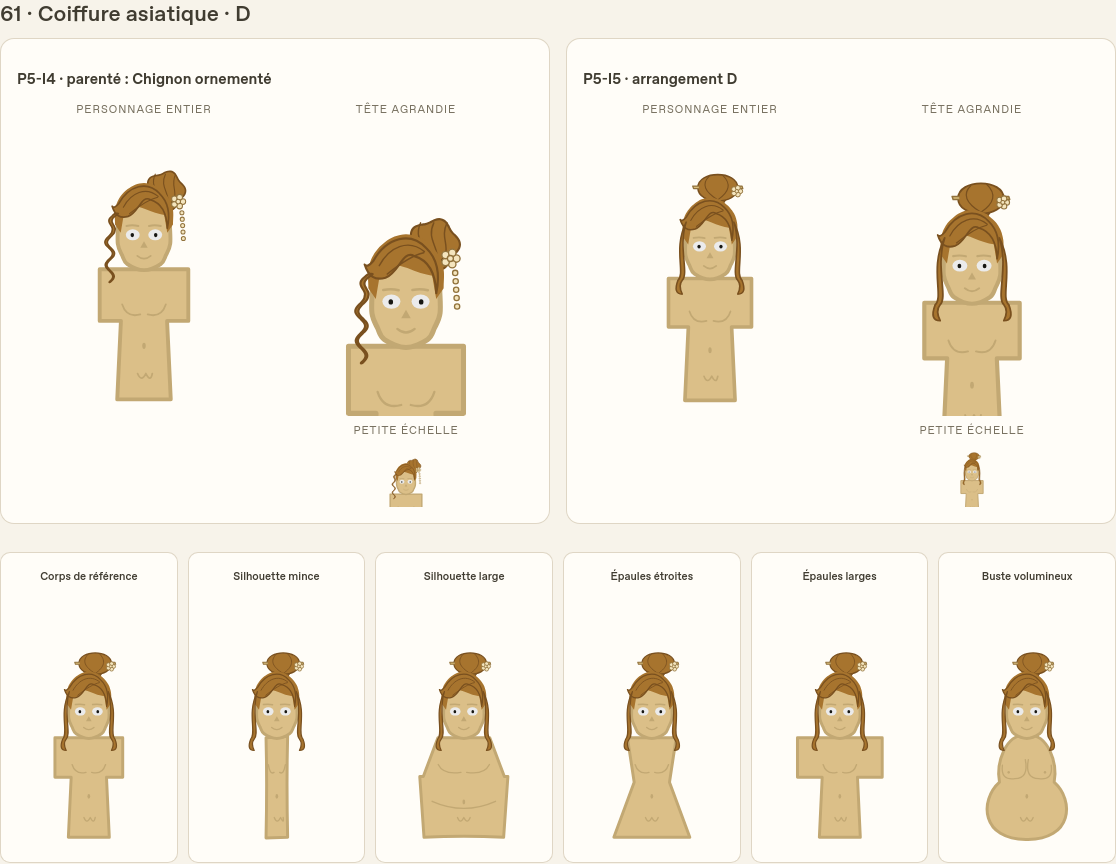 61 · Coiffure asiatique · D
P5-I4 · parenté : Chignon ornementé
PERSONNAGE ENTIER
TÊTE AGRANDIE
PETITE ÉCHELLE
P5-I5 · arrangement D
PERSONNAGE ENTIER
TÊTE AGRANDIE
PETITE ÉCHELLE
Corps de référence
Silhouette mince
Silhouette large
Épaules étroites
Épaules larges
Buste volumineux